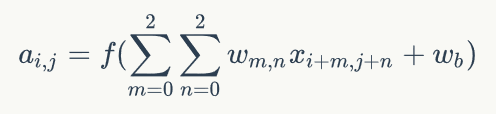 a_{i,j} = f(\sum_{m=0}^{2} \sum_{n=0}^{2} w_{m,n} x_{i+m,j+n} + w_b)